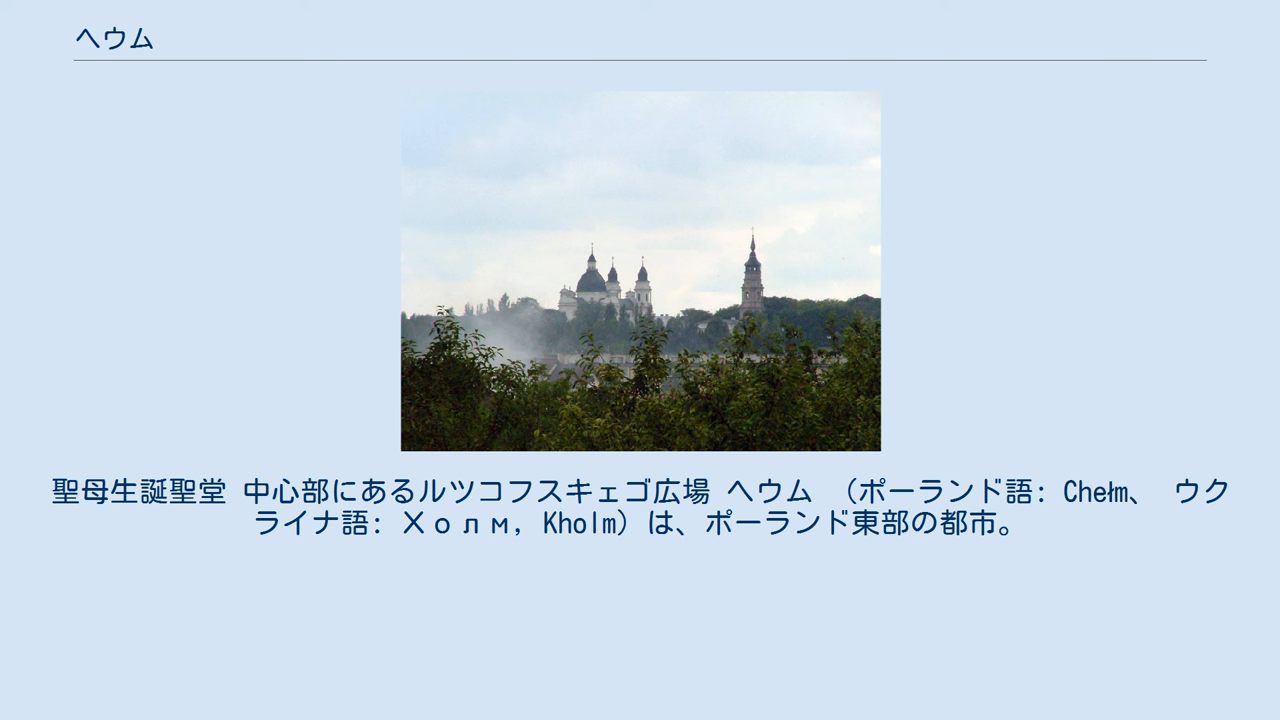 ヘウム
聖母生誕聖堂 中心部にあるルツコフスキェゴ広場 ヘウム （ポーランド語: Chełm、 ウク
ライナ語: Холм, Kholm）は、ポーランド東部の都市。